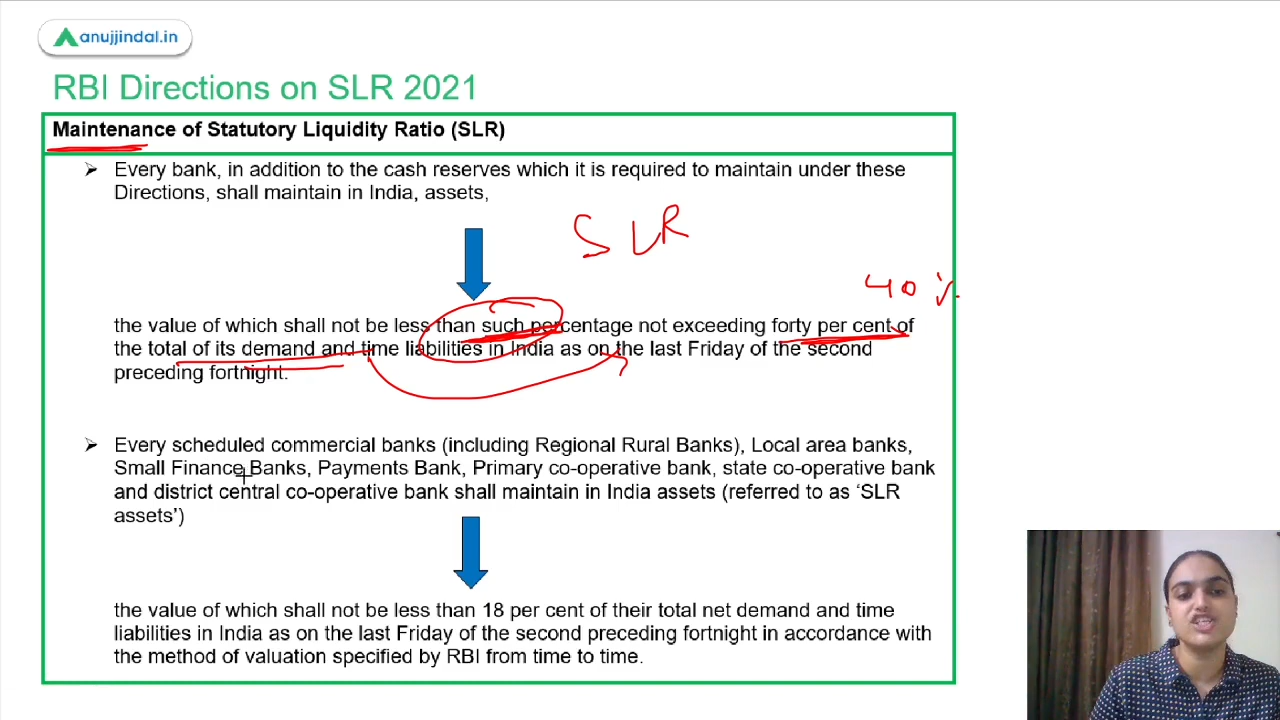 anujjindal.in
RBI Directions on SLR 2021
Maintenance of Statutory Liquidity Ratio (SLR)
Every bank, in addition to the cash reserves which it is required to maintain under these
Directions, shall maintain in India, assets,
SLR
40%
the value of which shall not be less than such percentage not exceeding forty per cent of
the total of its demand and time liabilities in India as on the last Friday of the second
preceding fortnight.
Every scheduled commercial banks (including Regional Rural Banks), Local area banks,
Small Finance Banks, Payments Bank, Primary co-operative bank, state co-operative bank
and district central co-operative bank shall maintain in India assets (referred to as ‘SLR
assets’)
the value of which shall not be less than 18 per cent of their total net demand and time
liabilities in India as on the last Friday of the second preceding fortnight in accordance with
the method of valuation specified by RBI from time to time.